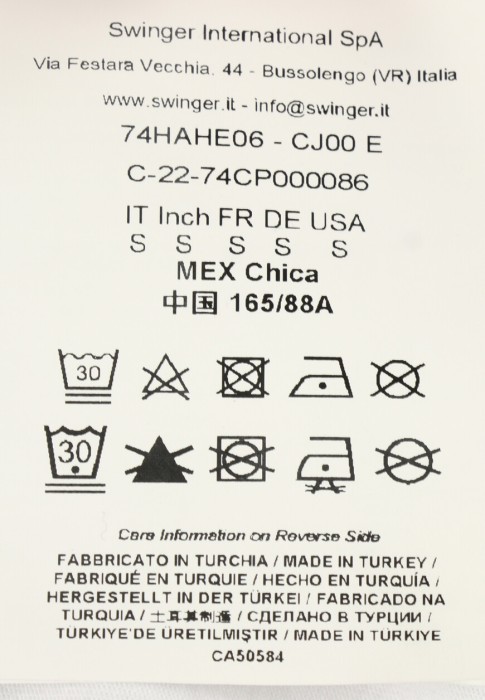 Swinger International SpA
Via Festara Vecchia, 44 - Bussolengo (VR) Italia
www.swinger.it - info@swinger.it
74HAHE06 - CJ00 E
C-22-74CP000086
IT Inch FR DE USA
S S S S S
MEX Chica
中国 165/88A
30
30
Care Information on Reverse Side
FABBRICATO IN TURCHIA / MADE IN TURKEY /
FABRIQUÉ EN TURQUIE / HECHO EN TURQUÍA /
HERGESTELLT IN DER TÜRKEI / FABRICADO NA
TURQUIA / 土耳其制造 / СДЕЛАНО В ТУРЦИИ /
TÜRKIYE'DE ÜRETILMIŞTIR / MADE IN TÜRKIYE
CA50584